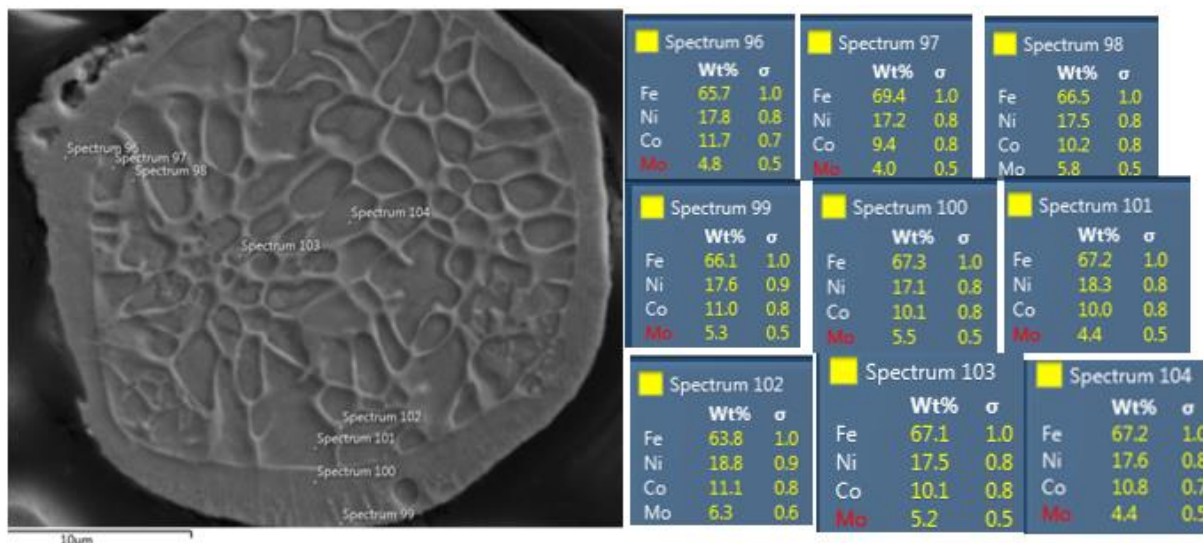 Spectrum 96
Spectrum 97
Spectrum 98
Spectrum 104
Spectrum 103
Spectrum 102
Spectrum 101
Spectrum 100
Spectrum 99
10μm
Spectrum 96
Wt% σ
Fe 65.7 1.0
Ni 17.8 0.8
Co 11.7 0.7
Mo 4.8 0.5
Spectrum 97
Wt% σ
Fe 69.4 1.0
Ni 17.2 0.8
Co 9.4 0.8
Mo 4.0 0.5
Spectrum 98
Wt% σ
Fe 66.5 1.0
Ni 17.5 0.8
Co 10.2 0.8
Mo 5.8 0.5
Spectrum 99
Wt% σ
Fe 66.1 1.0
Ni 17.6 0.9
Co 11.0 0.8
Mo 5.3 0.5
Spectrum 100
Wt% σ
Fe 67.3 1.0
Ni 17.1 0.8
Co 10.1 0.8
Mo 5.5 0.5
Spectrum 101
Wt% σ
Fe 67.2 1.0
Ni 18.3 0.8
Co 10.0 0.8
Mo 4.4 0.5
Spectrum 102
Wt% σ
Fe 63.8 1.0
Ni 18.8 0.9
Co 11.1 0.8
Mo 6.3 0.6
Spectrum 103
Wt% σ
Fe 67.1 1.0
Ni 17.5 0.8
Co 10.1 0.8
Mo 5.2 0.5
Spectrum 104
Wt% σ
Fe 67.2 1.0
Ni 17.6 0.8
Co 10.8 0.7
Mo 4.4 0.5